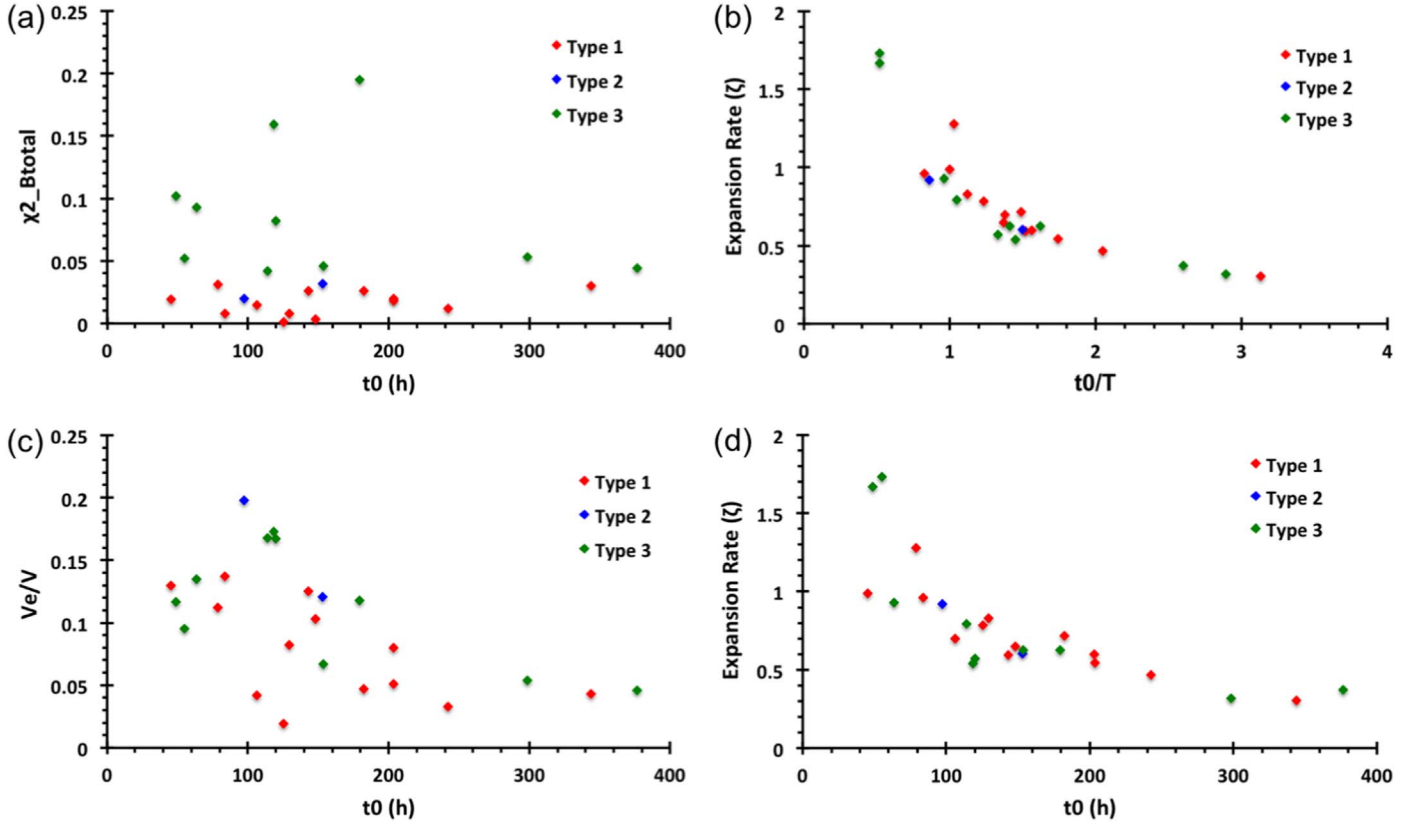 (a)
0.25
0.2
0.15
0.1
0.05
0
χ2_Btotal
Type 1
Type 2
Type 3
0 100 200 300 400
t0 (h)
(b)
2
1.5
1
0.5
0
Expansion Rate (ζ)
Type 1
Type 2
Type 3
0 1 2 3 4
t0/T
(c)
0.25
0.2
0.15
0.1
0.05
0
Ve/V
Type 1
Type 2
Type 3
0 100 200 300 400
t0 (h)
(d)
2
1.5
1
0.5
0
Expansion Rate (ζ)
Type 1
Type 2
Type 3
0 100 200 300 400
t0 (h)